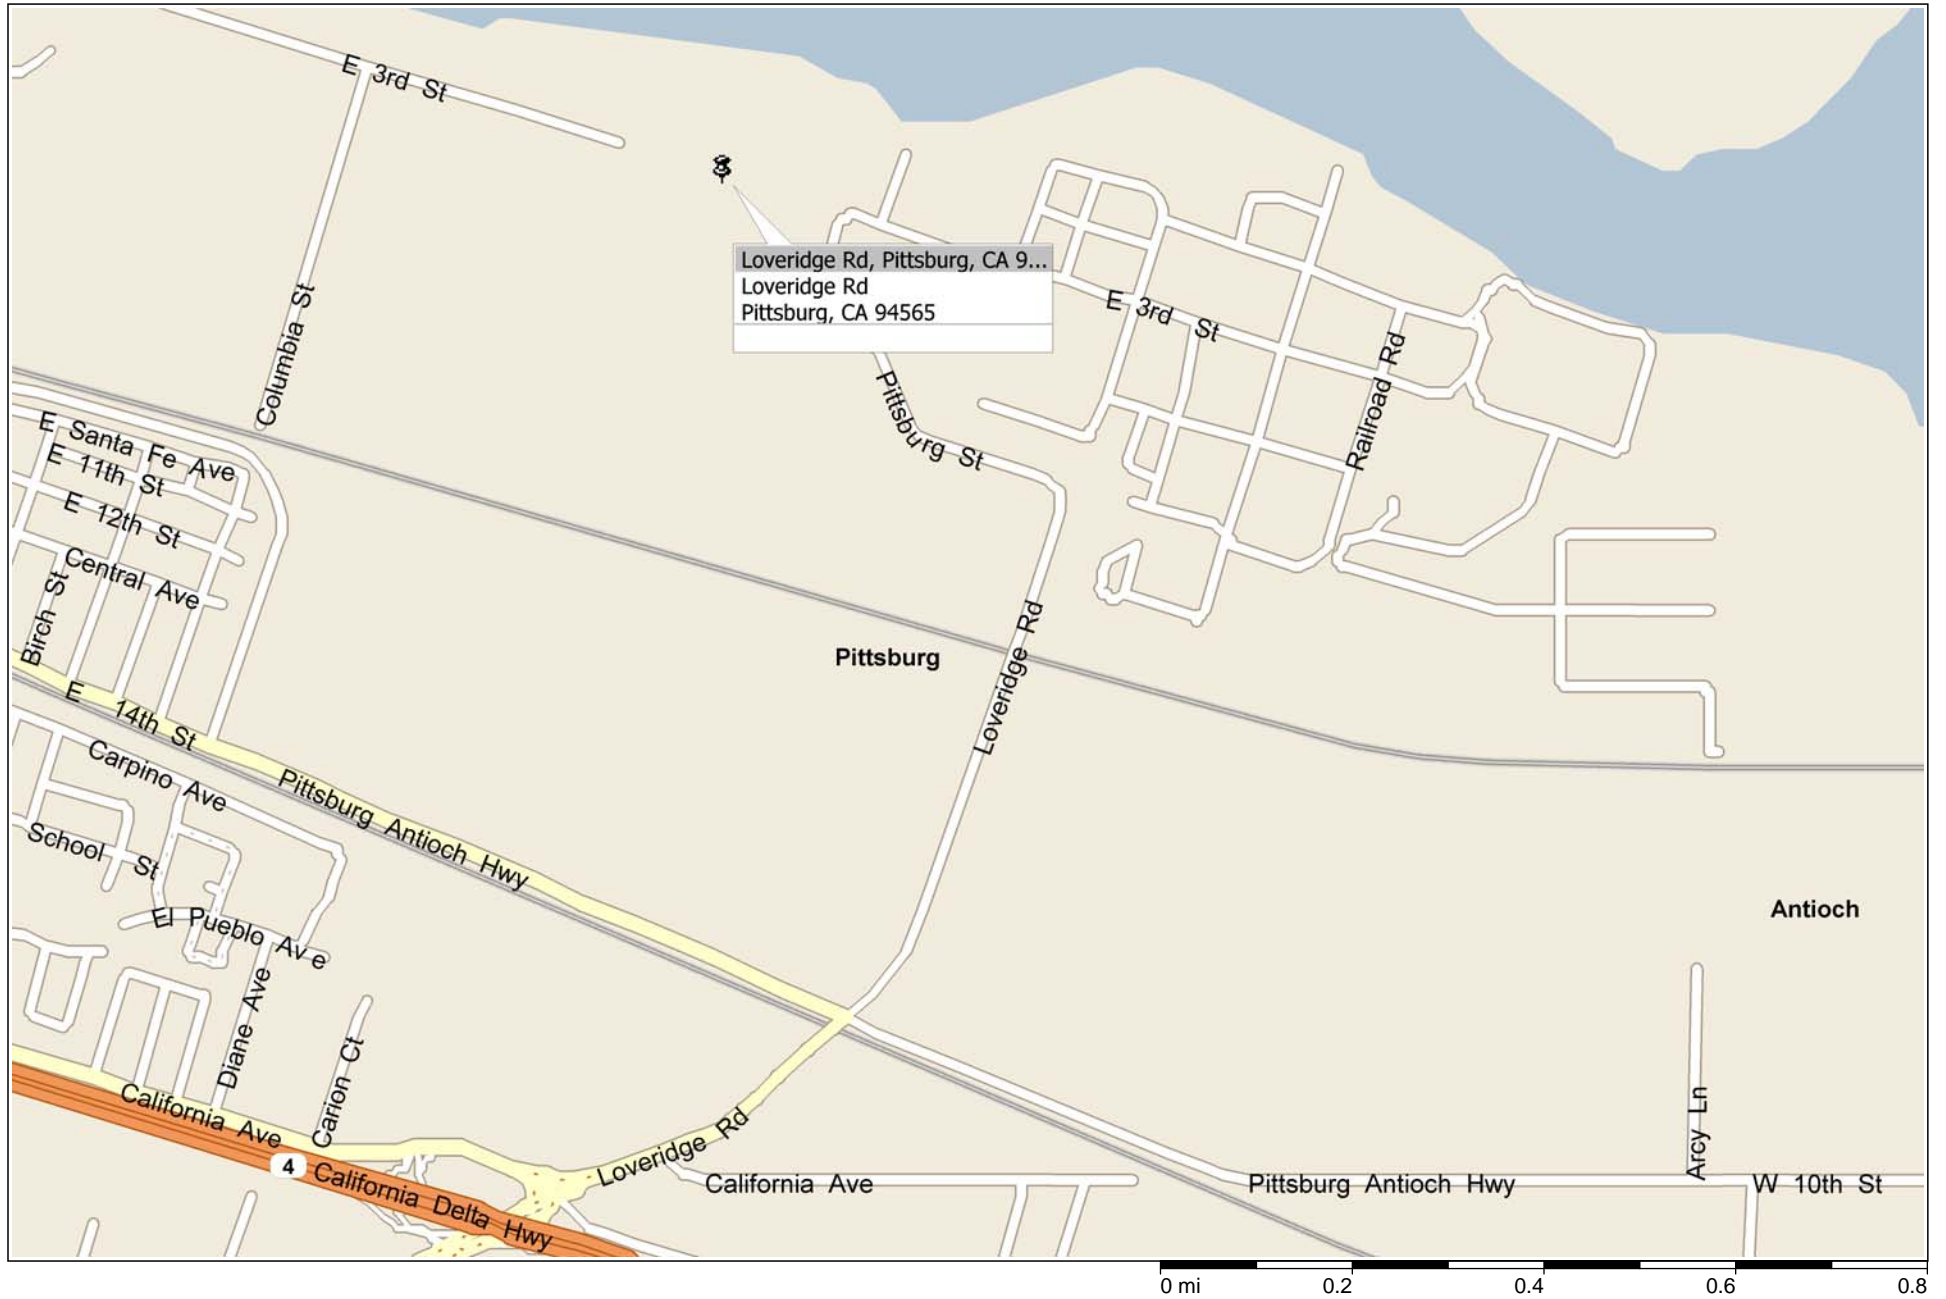 E 3rd St
Loveridge Rd, Pittsburg, CA 9...
Loveridge Rd
Pittsburg, CA 94565
E 3rd St
Columbia St
Railroad Rd
Pittsburg St
E Santa Fe Ave
E 11th St
E 12th St
Central Ave
Birch St
Loveridge Rd
Pittsburg
E 14th St
Carpino Ave
Pittsburg Antioch Hwy
School St
El Pueblo Ave
Antioch
Diane Ave
Carion Ct
California Ave
Loveridge Rd
Arcy Ln
4
California Delta Hwy
California Ave
Pittsburg Antioch Hwy
W 10th St
0 mi 0.2 0.4 0.6 0.8